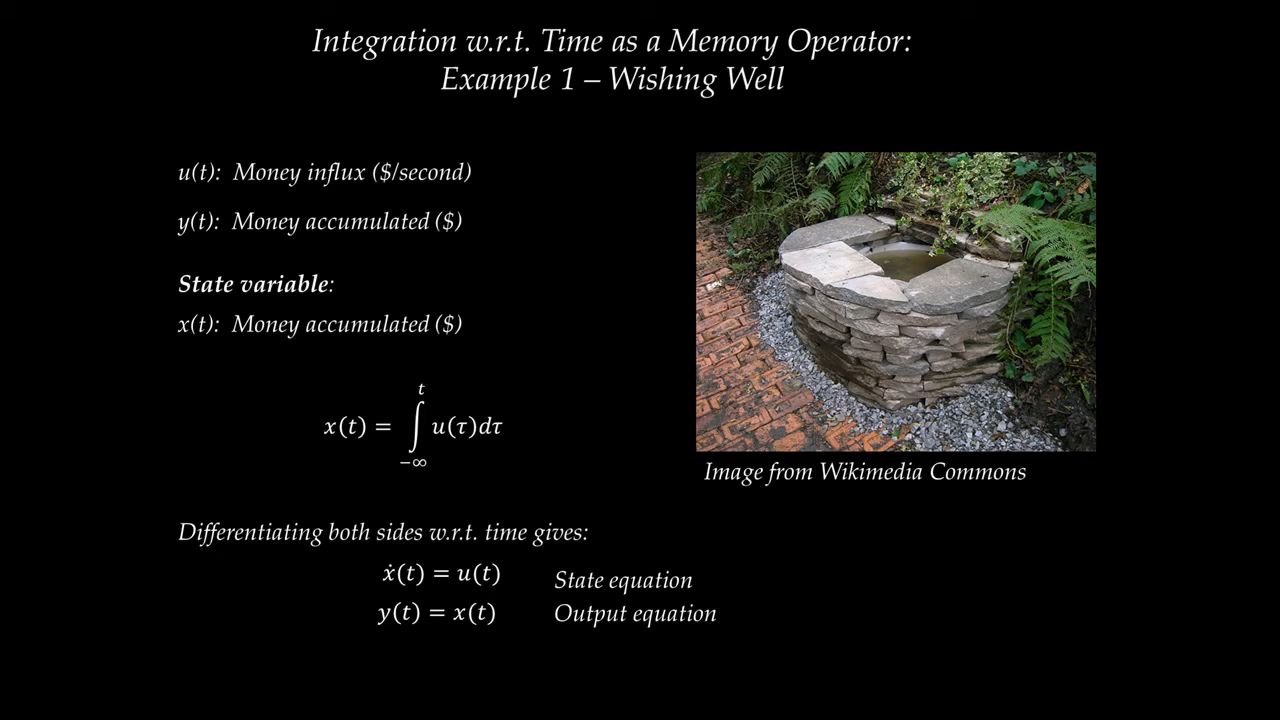 Integration w.r.t. Time as a Memory Operator:
Example 1 – Wishing Well
u(t): Money influx ($/second)
y(t): Money accumulated ($)
State variable:
x(t): Money accumulated ($)
x(t) = ∫_{−∞}^{t} u(τ)dτ
Image from Wikimedia Commons
Differentiating both sides w.r.t. time gives:
ẋ(t) = u(t) State equation
y(t) = x(t) Output equation